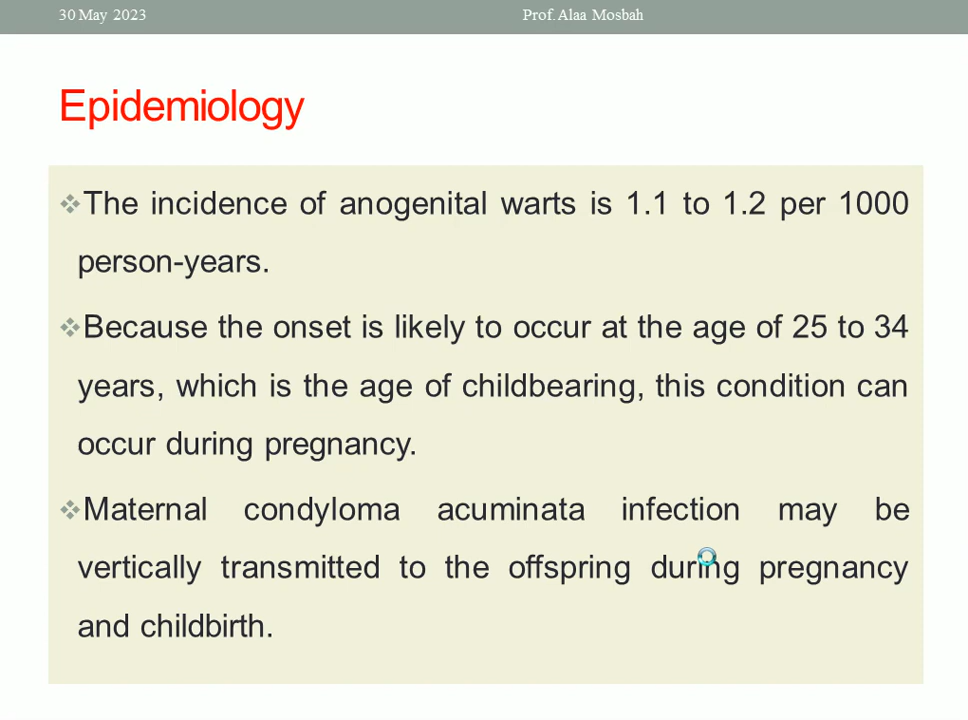 30 May 2023 Prof. Alaa Mosbah
Epidemiology
❖The incidence of anogenital warts is 1.1 to 1.2 per 1000
person-years.
❖Because the onset is likely to occur at the age of 25 to 34
years, which is the age of childbearing, this condition can
occur during pregnancy.
❖Maternal condyloma acuminata infection may be
vertically transmitted to the offspring during pregnancy
and childbirth.